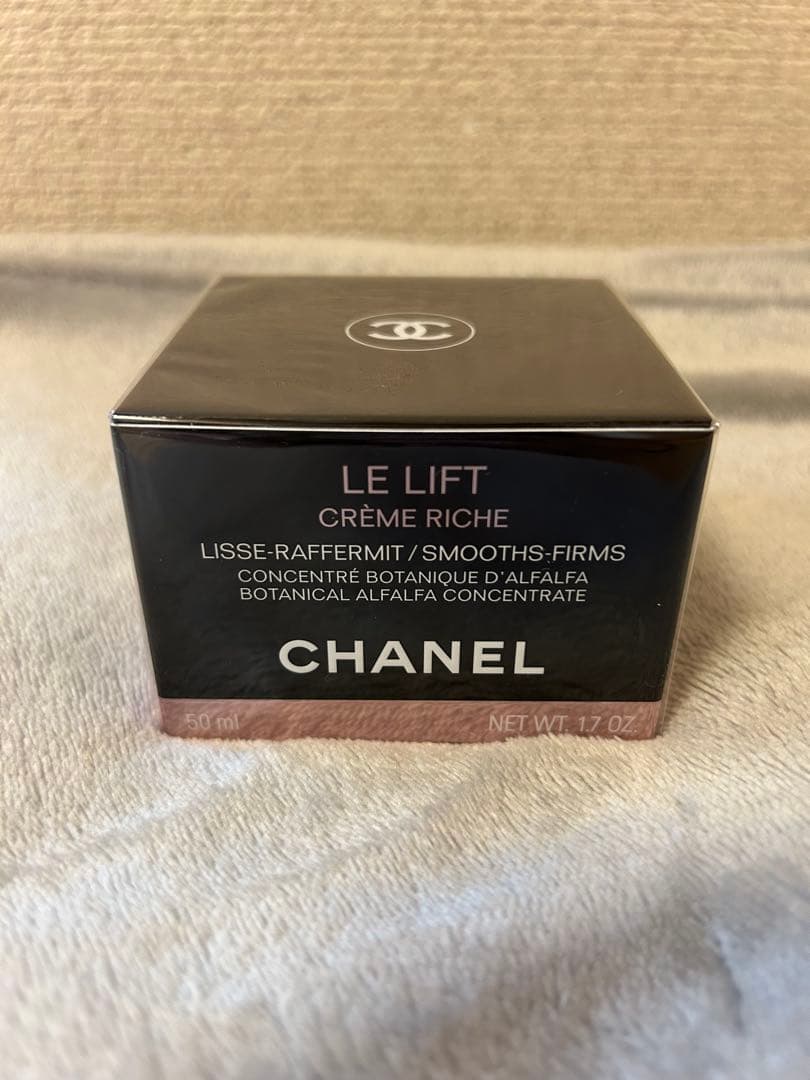 LE LIFT
CRÈME RICHE
LISSE-RAFFERMIT / SMOOTHS-FIRMS
CONCENTRÉ BOTANIQUE D'ALFALFA
BOTANICAL ALFALFA CONCENTRATE
CHANEL
50 ml NET WT. 1.7 OZ.